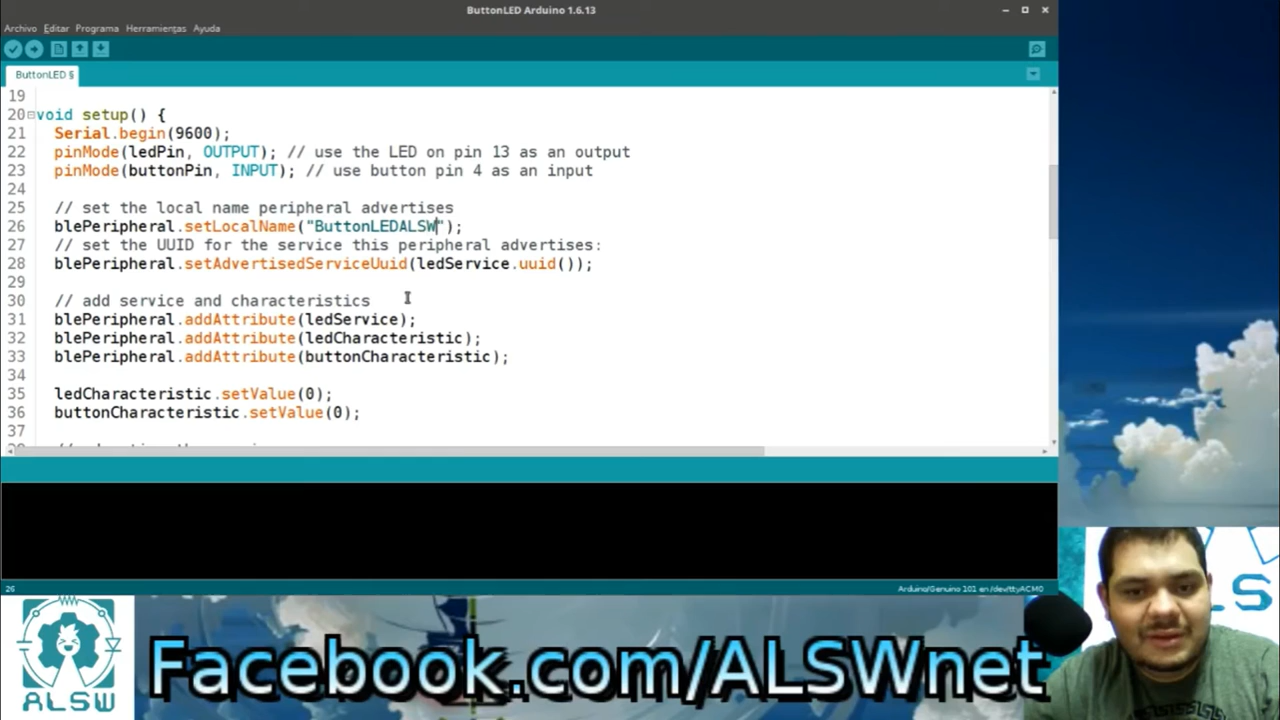 ButtonLED Arduino 1.6.13
Archivo Editar Programa Herramientas Ayuda
ButtonLED §
19
20 void setup() {
21 Serial.begin(9600);
22 pinMode(ledPin, OUTPUT); // use the LED on pin 13 as an output
23 pinMode(buttonPin, INPUT); // use button pin 4 as an input
24
25 // set the local name peripheral advertises
26 blePeripheral.setLocalName("ButtonLEDALSW");
27 // set the UUID for the service this peripheral advertises:
28 blePeripheral.setAdvertisedServiceUuid(ledService.uuid());
29
30 // add service and characteristics
31 blePeripheral.addAttribute(ledService);
32 blePeripheral.addAttribute(ledCharacteristic);
33 blePeripheral.addAttribute(buttonCharacteristic);
34
35 ledCharacteristic.setValue(0);
36 buttonCharacteristic.setValue(0);
37
26 Arduino/Genuino 101 en /dev/ttyACM0
ALSW
Facebook.com/ALSWnet